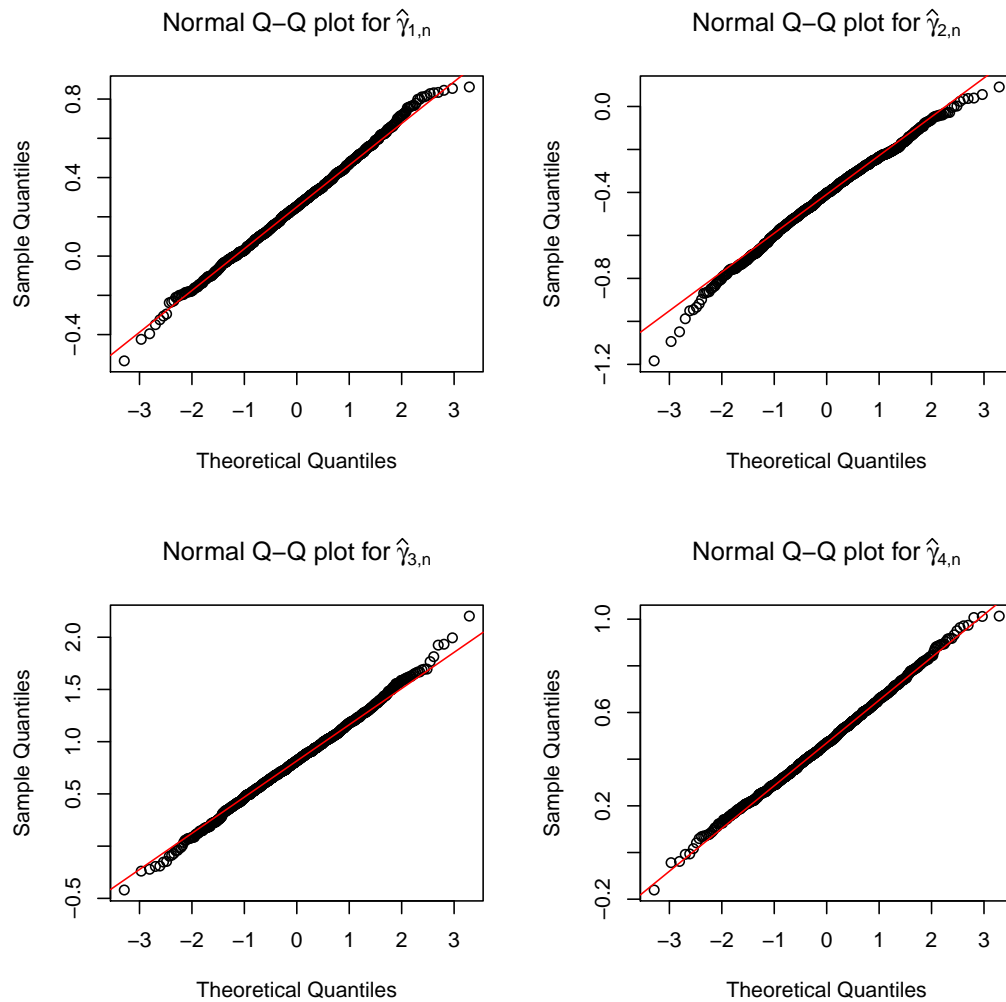 Normal Q−Q plot for γ̂1,n
Sample Quantiles
0.8
0.4
0.0
−0.4
−3 −2 −1 0 1 2 3
Theoretical Quantiles
Normal Q−Q plot for γ̂2,n
Sample Quantiles
0.0
−0.4
−0.8
−1.2
−3 −2 −1 0 1 2 3
Theoretical Quantiles
Normal Q−Q plot for γ̂3,n
Sample Quantiles
2.0
1.5
1.0
0.5
−0.5
−3 −2 −1 0 1 2 3
Theoretical Quantiles
Normal Q−Q plot for γ̂4,n
Sample Quantiles
1.0
0.6
0.2
−0.2
−3 −2 −1 0 1 2 3
Theoretical Quantiles